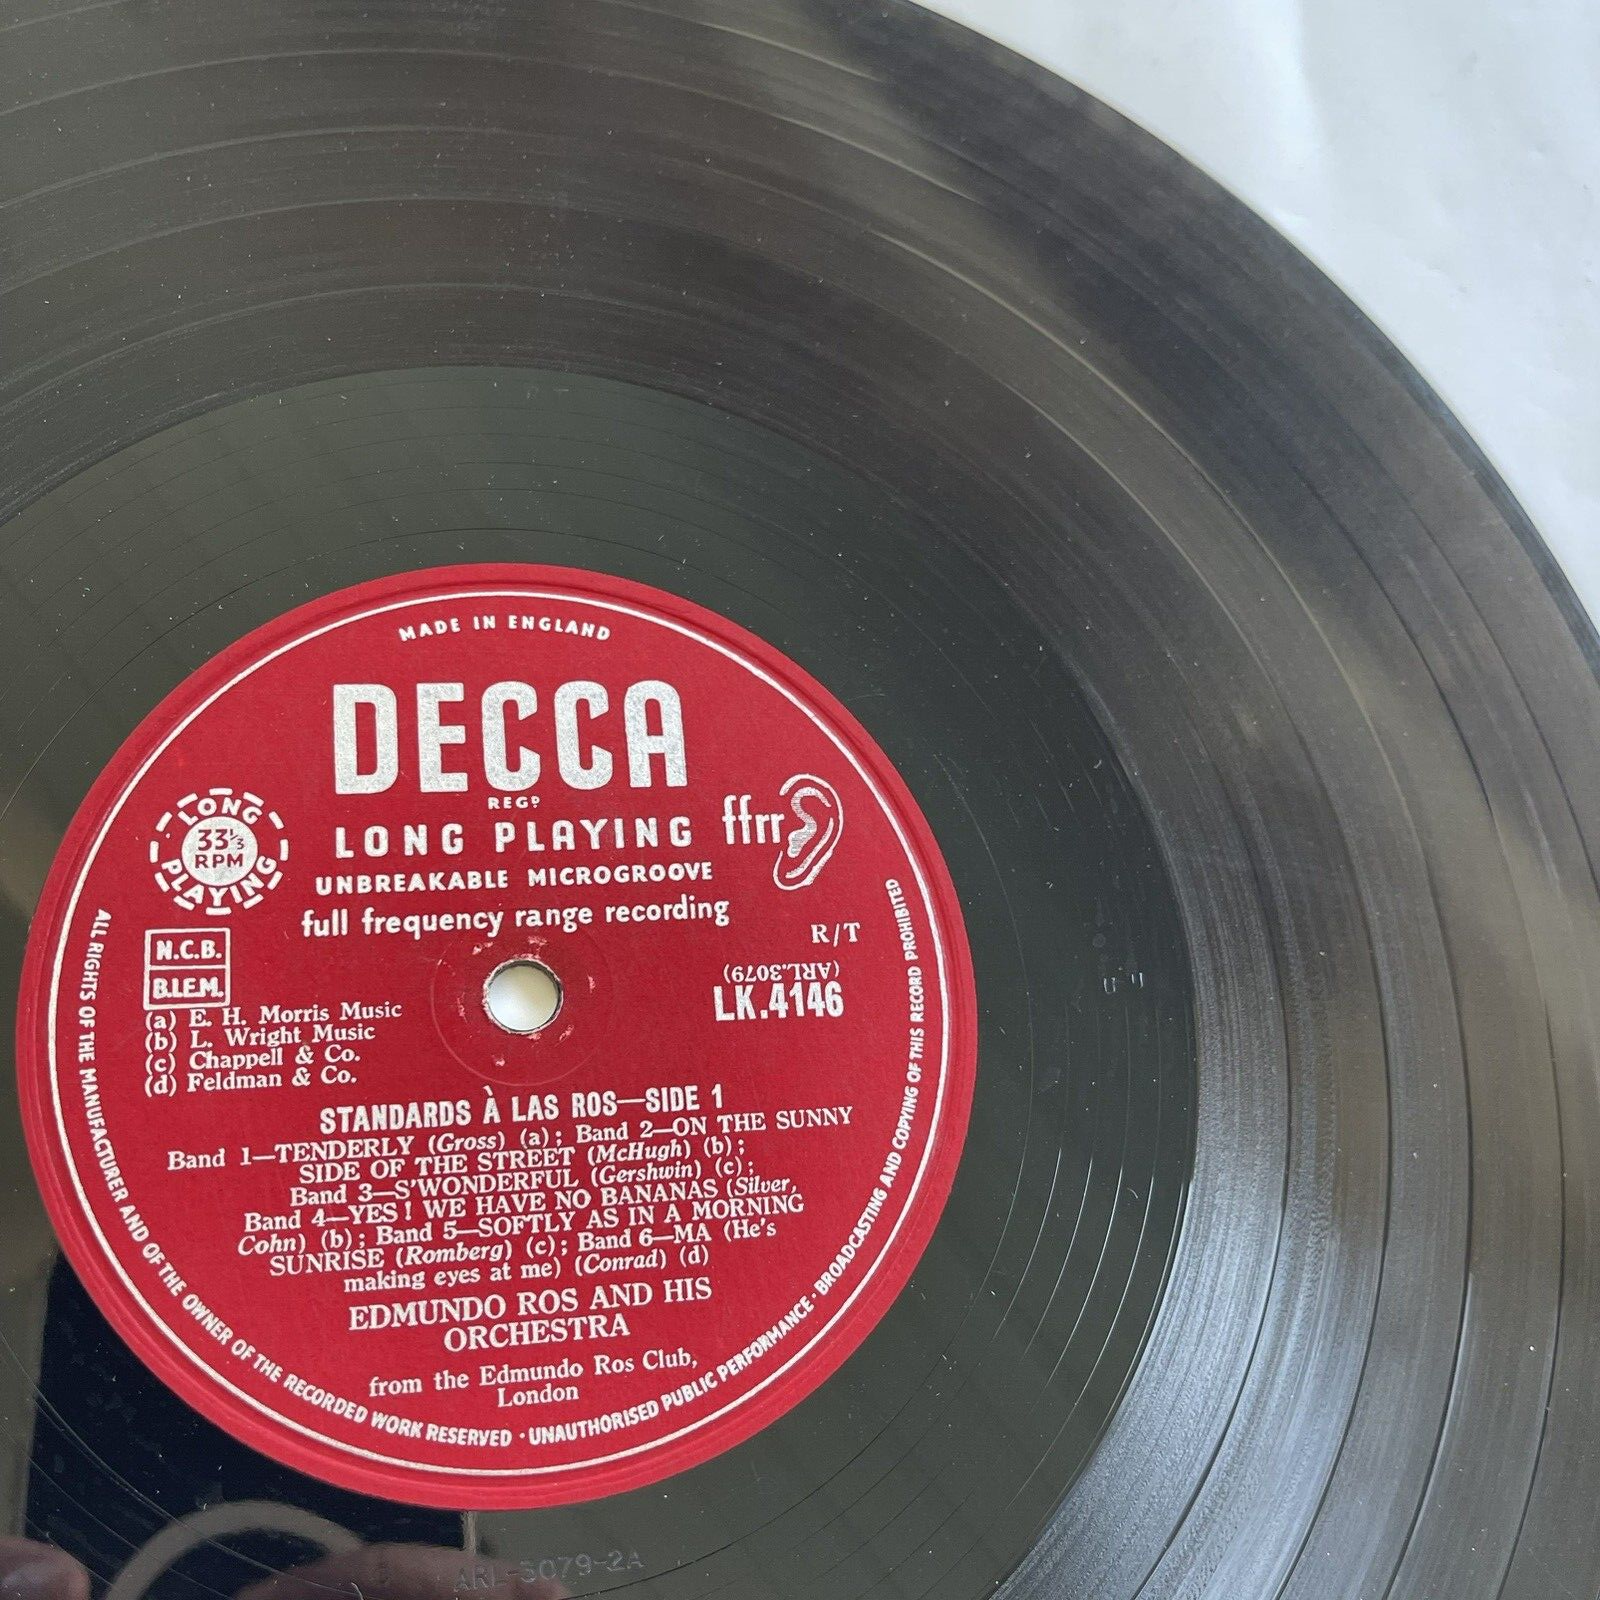 MADE IN ENGLAND
DECCA
REGD
LONG PLAYING
ffrr
UNBREAKABLE MICROGROOVE
full frequency range recording
LONG
33⅓
RPM
PLAYING
N.C.B.
B.I.E.M.
R/T
(ARL.3079)
LK.4146
(a) E. H. Morris Music
(b) L. Wright Music
(c) Chappell & Co.
(d) Feldman & Co.
STANDARDS À LAS ROS—SIDE 1
Band 1—TENDERLY (Gross) (a); Band 2—ON THE SUNNY
SIDE OF THE STREET (McHugh) (b);
Band 3—S'WONDERFUL (Gershwin) (c);
Band 4—YES! WE HAVE NO BANANAS (Silver,
Cohn) (b); Band 5—SOFTLY AS IN A MORNING
SUNRISE (Romberg) (c); Band 6—MA (He's
making eyes at me) (Conrad) (d)
EDMUNDO ROS AND HIS
ORCHESTRA
from the Edmundo Ros Club,
London
ALL RIGHTS OF THE MANUFACTURER AND OF THE OWNER OF THE RECORDED WORK RESERVED · UNAUTHORISED PUBLIC PERFORMANCE · BROADCASTING AND COPYING OF THIS RECORD PROHIBITED
ARL-3079-2A